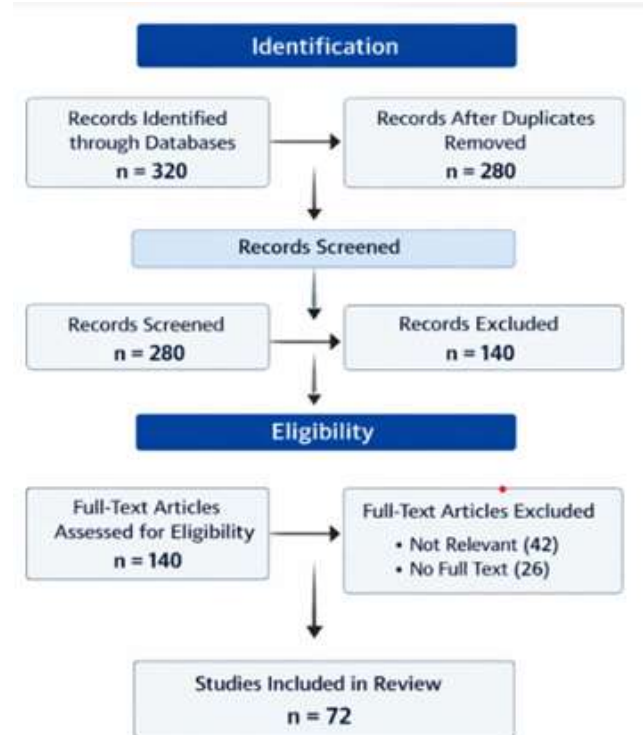 Identification
Records Identified
through Databases
n = 320
Records After Duplicates
Removed
n = 280
Records Screened
Records Screened
n = 280
Records Excluded
n = 140
Eligibility
Full-Text Articles
Assessed for Eligibility
n = 140
Full-Text Articles Excluded
• Not Relevant (42)
• No Full Text (26)
Studies Included in Review
n = 72